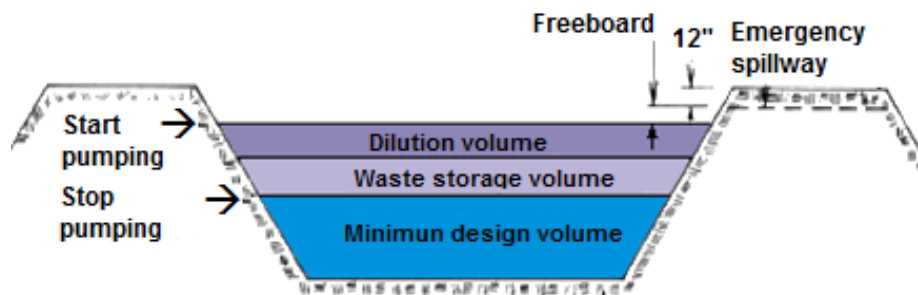 Freeboard
12"
Emergency
spillway
Start
pumping
Dilution volume
Waste storage volume
Stop
pumping
Minimun design volume